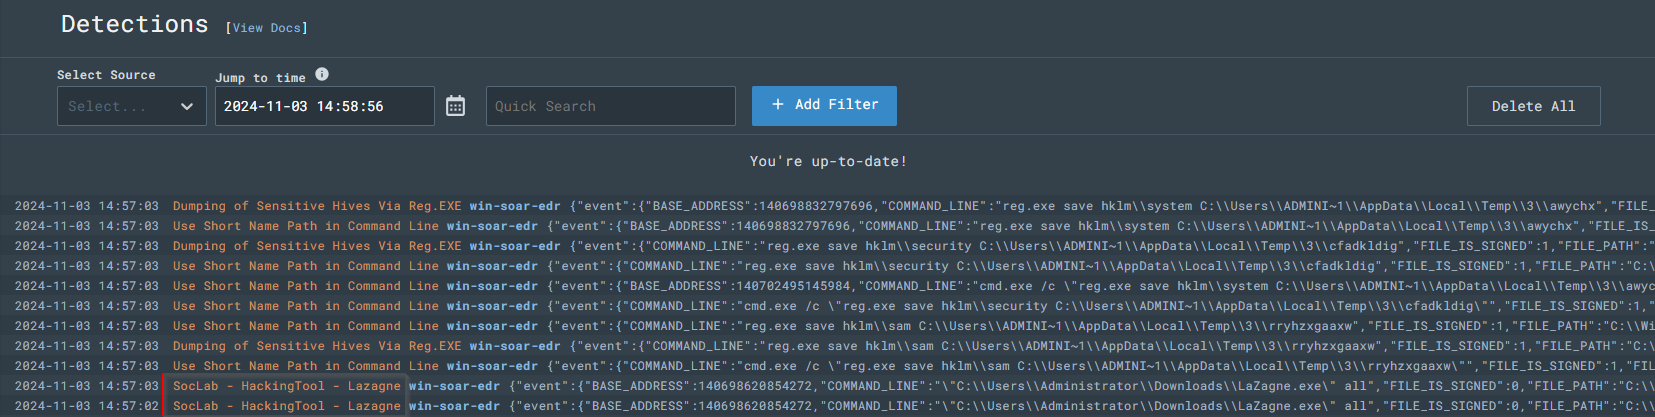 Detections [View Docs]
Select Source
Jump to time
Select...
2024-11-03 14:58:56
Quick Search
+ Add Filter
Delete All
You're up-to-date!
2024-11-03 14:57:03 Dumping of Sensitive Hives Via Reg.EXE win-soar-edr {"event":{"BASE_ADDRESS":140698832797696,"COMMAND_LINE":"reg.exe save hklm\\system C:\\Users\\ADMINI~1\\AppData\\Local\\Temp\\3\\awychx","FILE_
2024-11-03 14:57:03 Use Short Name Path in Command Line win-soar-edr {"event":{"BASE_ADDRESS":140698832797696,"COMMAND_LINE":"reg.exe save hklm\\system C:\\Users\\ADMINI~1\\AppData\\Local\\Temp\\3\\awychx","FILE_IS_
2024-11-03 14:57:03 Dumping of Sensitive Hives Via Reg.EXE win-soar-edr {"event":{"COMMAND_LINE":"reg.exe save hklm\\security C:\\Users\\ADMINI~1\\AppData\\Local\\Temp\\3\\cfadkldig","FILE_IS_SIGNED":1,"FILE_PATH":"
2024-11-03 14:57:03 Use Short Name Path in Command Line win-soar-edr {"event":{"COMMAND_LINE":"reg.exe save hklm\\security C:\\Users\\ADMINI~1\\AppData\\Local\\Temp\\3\\cfadkldig","FILE_IS_SIGNED":1,"FILE_PATH":"C:\
2024-11-03 14:57:03 Use Short Name Path in Command Line win-soar-edr {"event":{"BASE_ADDRESS":140702495145984,"COMMAND_LINE":"cmd.exe /c \"reg.exe save hklm\\system C:\\Users\\ADMINI~1\\AppData\\Local\\Temp\\3\\awyc
2024-11-03 14:57:03 Use Short Name Path in Command Line win-soar-edr {"event":{"COMMAND_LINE":"cmd.exe /c \"reg.exe save hklm\\security C:\\Users\\ADMINI~1\\AppData\\Local\\Temp\\3\\cfadkldig\"","FILE_IS_SIGNED":1,"
2024-11-03 14:57:03 Use Short Name Path in Command Line win-soar-edr {"event":{"COMMAND_LINE":"reg.exe save hklm\\sam C:\\Users\\ADMINI~1\\AppData\\Local\\Temp\\3\\rryhzxgaaxw","FILE_IS_SIGNED":1,"FILE_PATH":"C:\\Wi
2024-11-03 14:57:03 Dumping of Sensitive Hives Via Reg.EXE win-soar-edr {"event":{"COMMAND_LINE":"reg.exe save hklm\\sam C:\\Users\\ADMINI~1\\AppData\\Local\\Temp\\3\\rryhzxgaaxw","FILE_IS_SIGNED":1,"FILE_PATH":"C:\
2024-11-03 14:57:03 Use Short Name Path in Command Line win-soar-edr {"event":{"COMMAND_LINE":"cmd.exe /c \"reg.exe save hklm\\sam C:\\Users\\ADMINI~1\\AppData\\Local\\Temp\\3\\rryhzxgaaxw\"","FILE_IS_SIGNED":1,"FIL
2024-11-03 14:57:03 SocLab - HackingTool - Lazagne win-soar-edr {"event":{"BASE_ADDRESS":140698620854272,"COMMAND_LINE":"\"C:\\Users\\Administrator\\Downloads\\LaZagne.exe\" all","FILE_IS_SIGNED":0,"FILE_PATH":"C:\\
2024-11-03 14:57:02 SocLab - HackingTool - Lazagne win-soar-edr {"event":{"BASE_ADDRESS":140698620854272,"COMMAND_LINE":"\"C:\\Users\\Administrator\\Downloads\\LaZagne.exe\" all","FILE_IS_SIGNED":0,"FILE_PATH":"C:\\